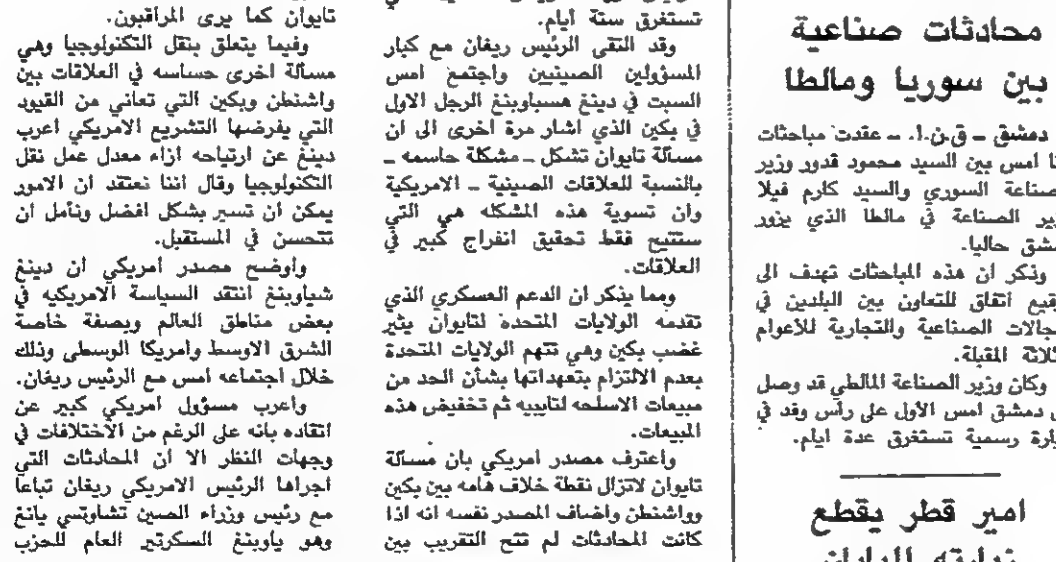 محادثات صناعية
بين سوريا ومالطا
دمشق ـ ق.ن.ا. ـ عقدت مباحثات
امس بين السيد محمود قدور وزير
السوري والسيد كارم فيلا
الصناعة في مالطا الذي يزور
حاليا.
وذكر ان هذه المباحثات تهدف الى
اتفاق للتعاون بين البلدين في
الصناعية والتجارية للأعوام
المقبلة.
وكان وزير الصناعة المالطي قد وصل
دمشق امس الأول على رأس وفد في
رسمية تستغرق عدة ايام.
امير قطر يقطع
تستغرق ستة أيام.
وقد التقى الرئيس ريغان مع كبار
المسؤولين الصينيين واجتمع امس
السبت في دينغ هسياوبنغ الرجل الاول
في بكين الذي اشار مرة اخرى الى ان
مسألة تايوان تشكل ـ مشكلة حاسمه ـ
بالنسبة للعلاقات الصينية ـ الامريكية
وان تسوية هذه المشكله هي التي
ستتيح فقط تحقيق انفراج كبير في
العلاقات.
ومما يذكر ان الدعم العسكري الذي
تقدمه الولايات المتحدة لتايوان يثير
غضب بكين وهي تتهم الولايات المتحدة
بعدم الالتزام بتعهداتها بشأن الحد من
مبيعات الاسلحه لتايبيه ثم تخفيض هذه
المبيعات.
واعترف مصدر امريكي بان مسألة
تايوان لاتزال نقطة خلاف هامه بين بكين
وواشنطن واضاف المصدر نفسه انه اذا
كانت المحادثات لم تتح التقريب بين
تايوان كما يرى المراقبون.
وفيما يتعلق بنقل التكنولوجيا وهي
مسألة اخرى حساسه في العلاقات بين
واشنطن وبكين التي تعاني من القيود
التي يفرضها التشريع الامريكي اعرب
دينغ عن ارتياحه ازاء معدل عمل نقل
التكنولوجيا وقال اننا نعتقد ان الامور
يمكن ان تسير بشكل افضل ونأمل ان
تتحسن في المستقبل.
واوضح مصدر امريكي ان دينغ
شياوبنغ انتقد السياسة الامريكيه في
بعض مناطق العالم وبصفة خاصة
الشرق الاوسط وامريكا الوسطى وذلك
خلال اجتماعه امس مع الرئيس ريغان.
واعرب مسؤول امريكي كبير عن
اتقاده بانه على الرغم من الأختلافات في
وجهات النظر الا ان المحادثات التي
اجراها الرئيس الامريكي ريغان تباعا
مع رئيس وزراء الصين تشاوتسي يانغ
وهو ياوبنغ السكرتير العام للحزب